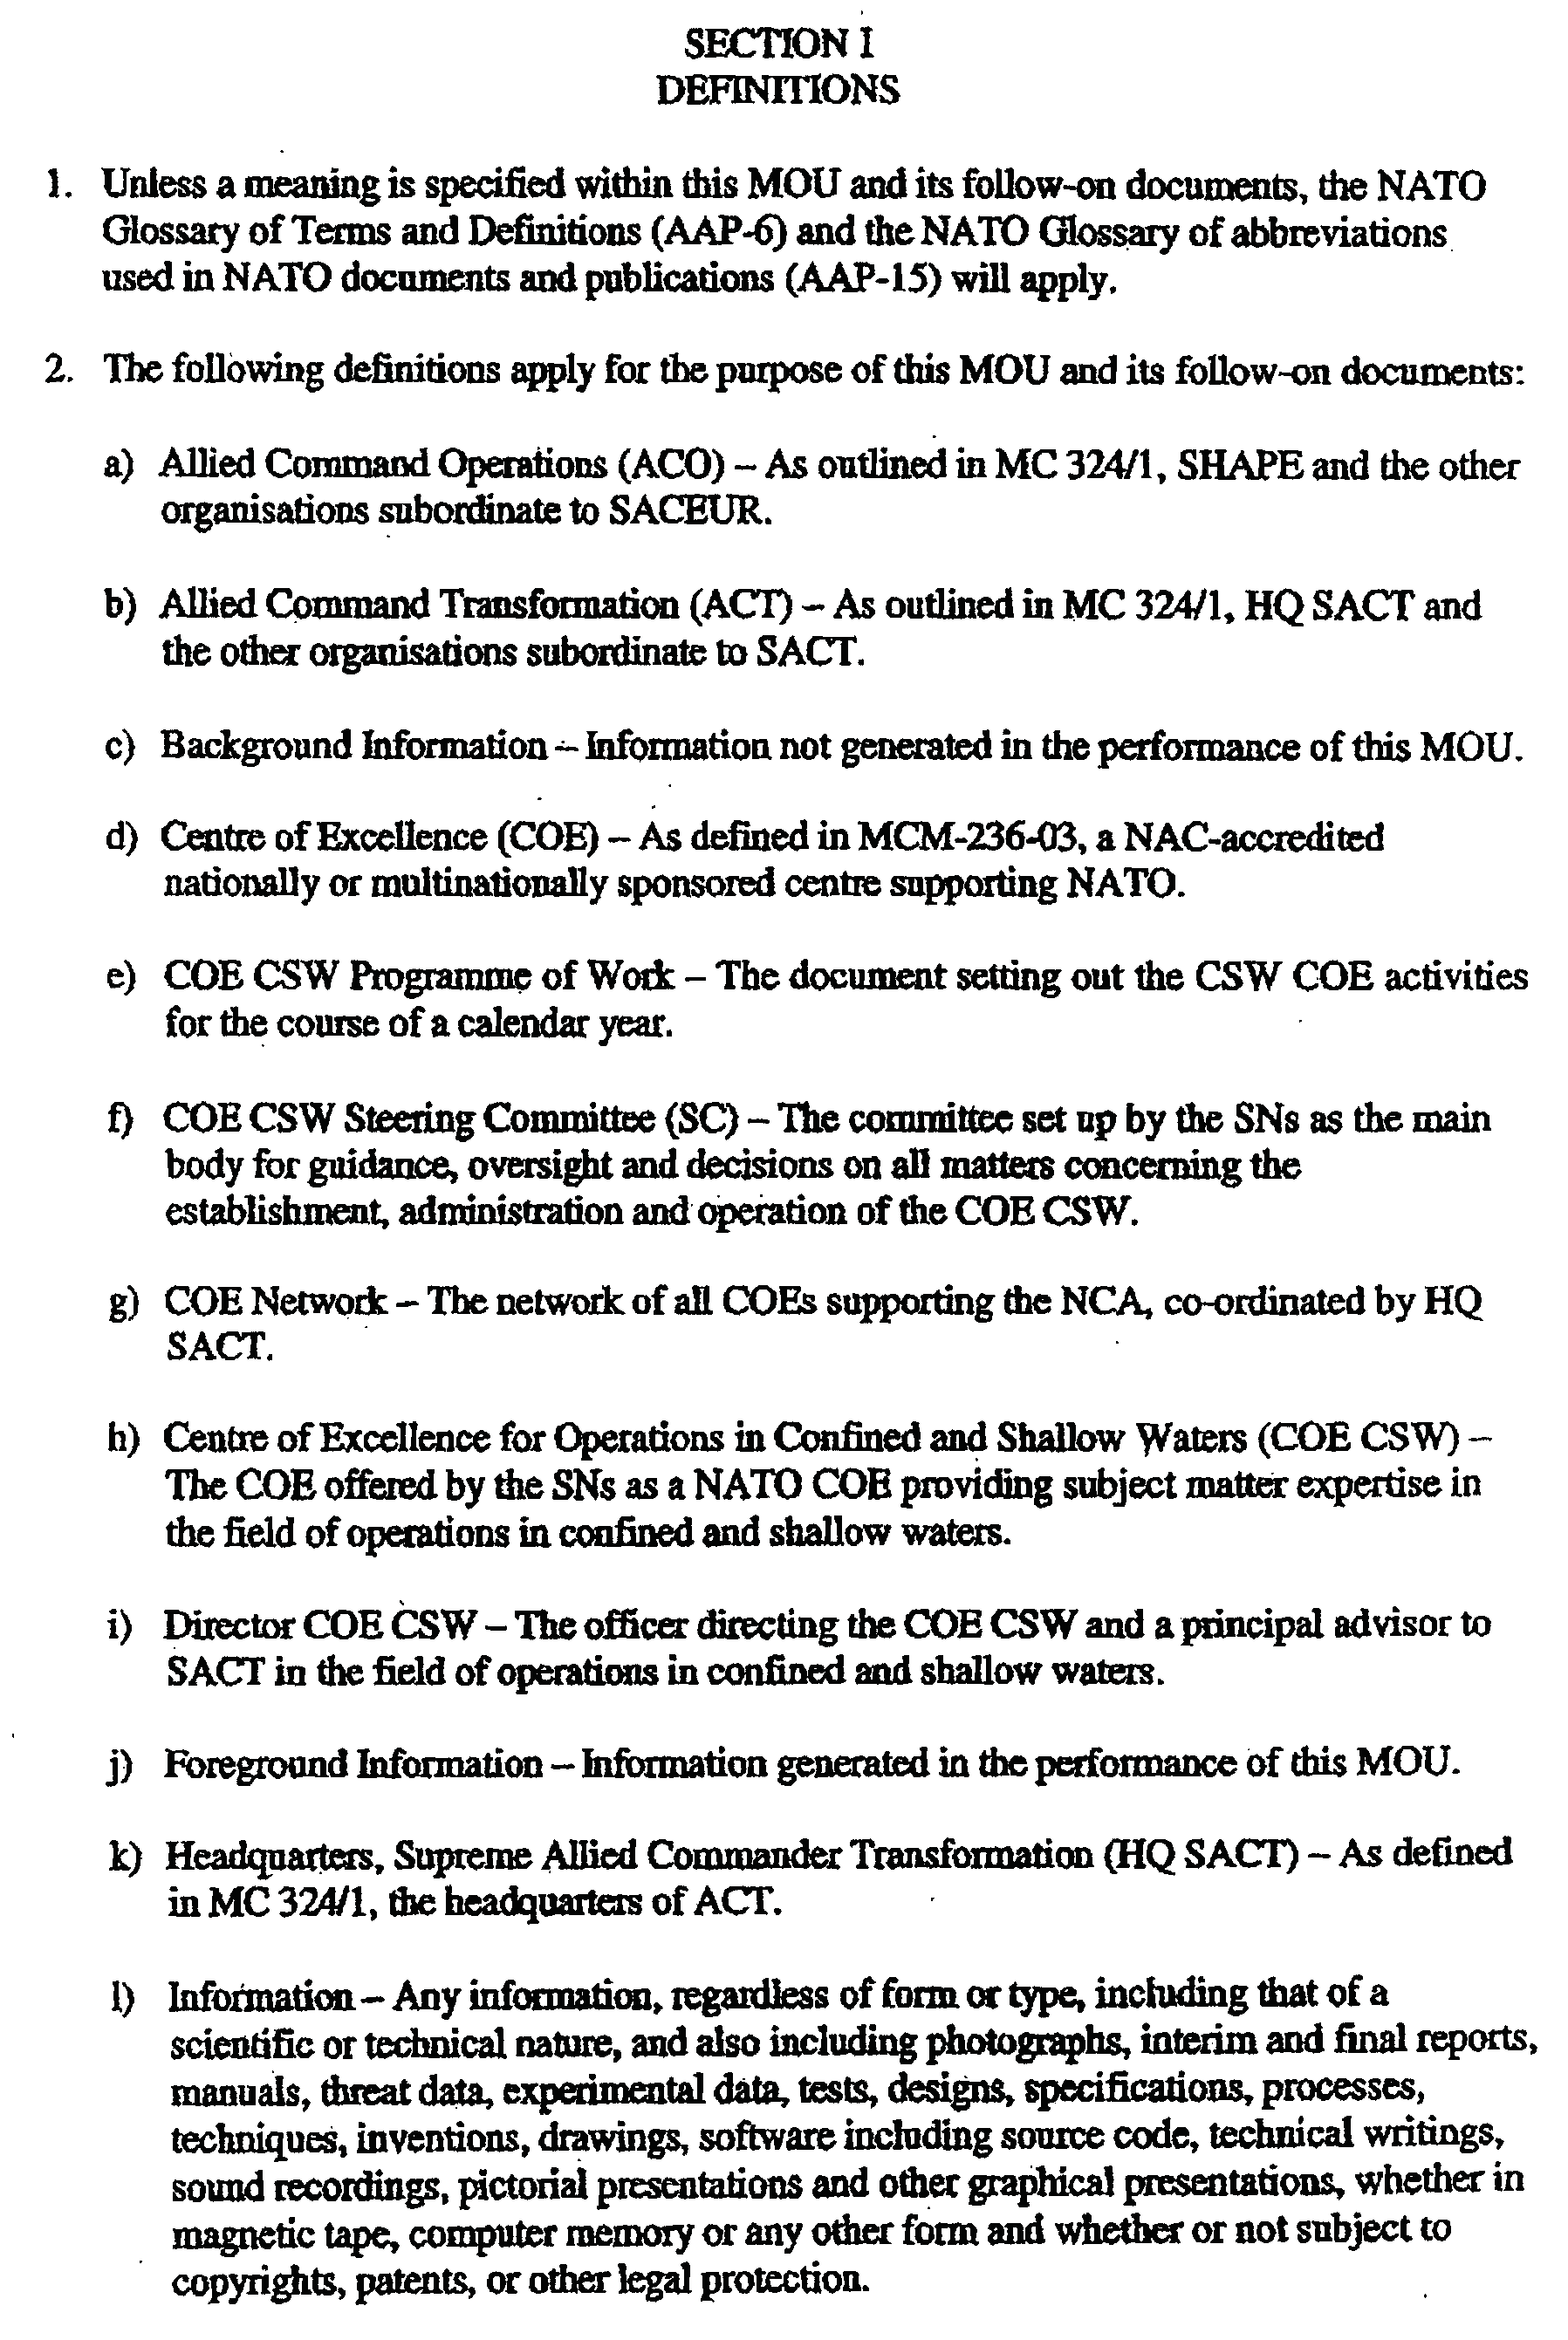 SECTION I
DEFINITIONS
1. Unless a meaning is specified within this MOU and its follow-on documents, the NATO
Glossary of Terms and Definitions (AAP-6) and the NATO Glossary of abbreviations
used in NATO documents and publications (AAP-15) will apply.
2. The following definitions apply for the purpose of this MOU and its follow-on documents:
a) Allied Command Operations (ACO) – As outlined in MC 324/1, SHAPE and the other
organisations subordinate to SACEUR.
b) Allied Command Transformation (ACT) – As outlined in MC 324/1, HQ SACT and
the other organisations subordinate to SACT.
c) Background Information – Information not generated in the performance of this MOU.
d) Centre of Excellence (COE) – As defined in MCM-236-03, a NAC-accredited
nationally or multinationally sponsored centre supporting NATO.
e) COE CSW Programme of Work – The document setting out the CSW COE activities
for the course of a calendar year.
f) COE CSW Steering Committee (SC) – The committee set up by the SNs as the main
body for guidance, oversight and decisions on all matters concerning the
establishment, administration and operation of the COE CSW.
g) COE Network – The network of all COEs supporting the NCA, co-ordinated by HQ
SACT.
h) Centre of Excellence for Operations in Confined and Shallow Waters (COE CSW) –
The COE offered by the SNs as a NATO COE providing subject matter expertise in
the field of operations in confined and shallow waters.
i) Director COE CSW – The officer directing the COE CSW and a principal advisor to
SACT in the field of operations in confined and shallow waters.
j) Foreground Information – Information generated in the performance of this MOU.
k) Headquarters, Supreme Allied Commander Transformation (HQ SACT) – As defined
in MC 324/1, the headquarters of ACT.
l) Information – Any information, regardless of form or type, including that of a
scientific or technical nature, and also including photographs, interim and final reports,
manuals, threat data, experimental data, tests, designs, specifications, processes,
techniques, inventions, drawings, software including source code, technical writings,
sound recordings, pictorial presentations and other graphical presentations, whether in
magnetic tape, computer memory or any other form and whether or not subject to
copyrights, patents, or other legal protection.